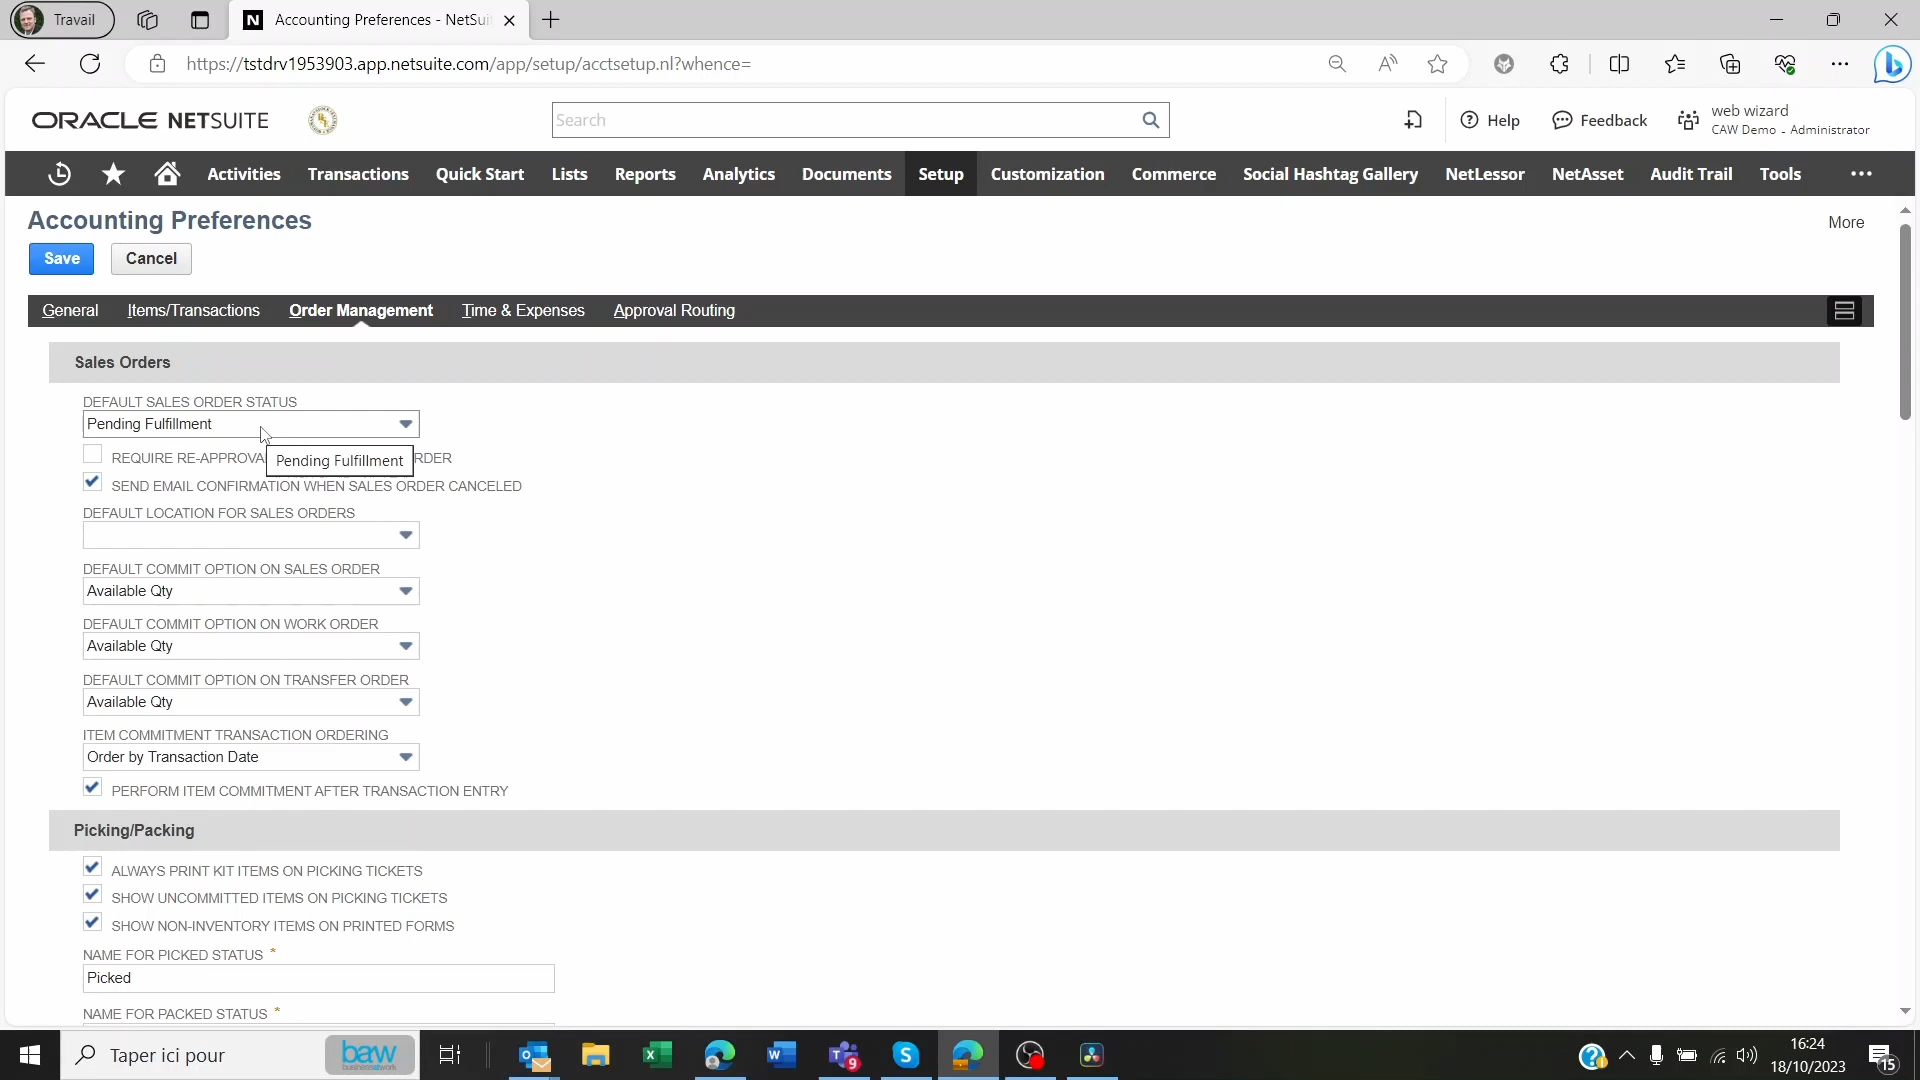 Travail
Accounting Preferences - NetSui
https://tstdrv1953903.app.netsuite.com/app/setup/acctsetup.nl?whence=
ORACLE NETSUITE
Search
Help
Feedback
web wizard
CAW Demo - Administrator
Activities
Transactions
Quick Start
Lists
Reports
Analytics
Documents
Setup
Customization
Commerce
Social Hashtag Gallery
NetLessor
NetAsset
Audit Trail
Tools
Accounting Preferences
More
Save
Cancel
General
Items/Transactions
Order Management
Time & Expenses
Approval Routing
Sales Orders
DEFAULT SALES ORDER STATUS
Pending Fulfillment
REQUIRE RE-APPROVA
RDER
Pending Fulfillment
SEND EMAIL CONFIRMATION WHEN SALES ORDER CANCELED
DEFAULT LOCATION FOR SALES ORDERS
DEFAULT COMMIT OPTION ON SALES ORDER
Available Qty
DEFAULT COMMIT OPTION ON WORK ORDER
Available Qty
DEFAULT COMMIT OPTION ON TRANSFER ORDER
Available Qty
ITEM COMMITMENT TRANSACTION ORDERING
Order by Transaction Date
PERFORM ITEM COMMITMENT AFTER TRANSACTION ENTRY
Picking/Packing
ALWAYS PRINT KIT ITEMS ON PICKING TICKETS
SHOW UNCOMMITTED ITEMS ON PICKING TICKETS
SHOW NON-INVENTORY ITEMS ON PRINTED FORMS
NAME FOR PICKED STATUS *
Picked
NAME FOR PACKED STATUS *
Taper ici pour
baw
9
16:24
18/10/2023
15